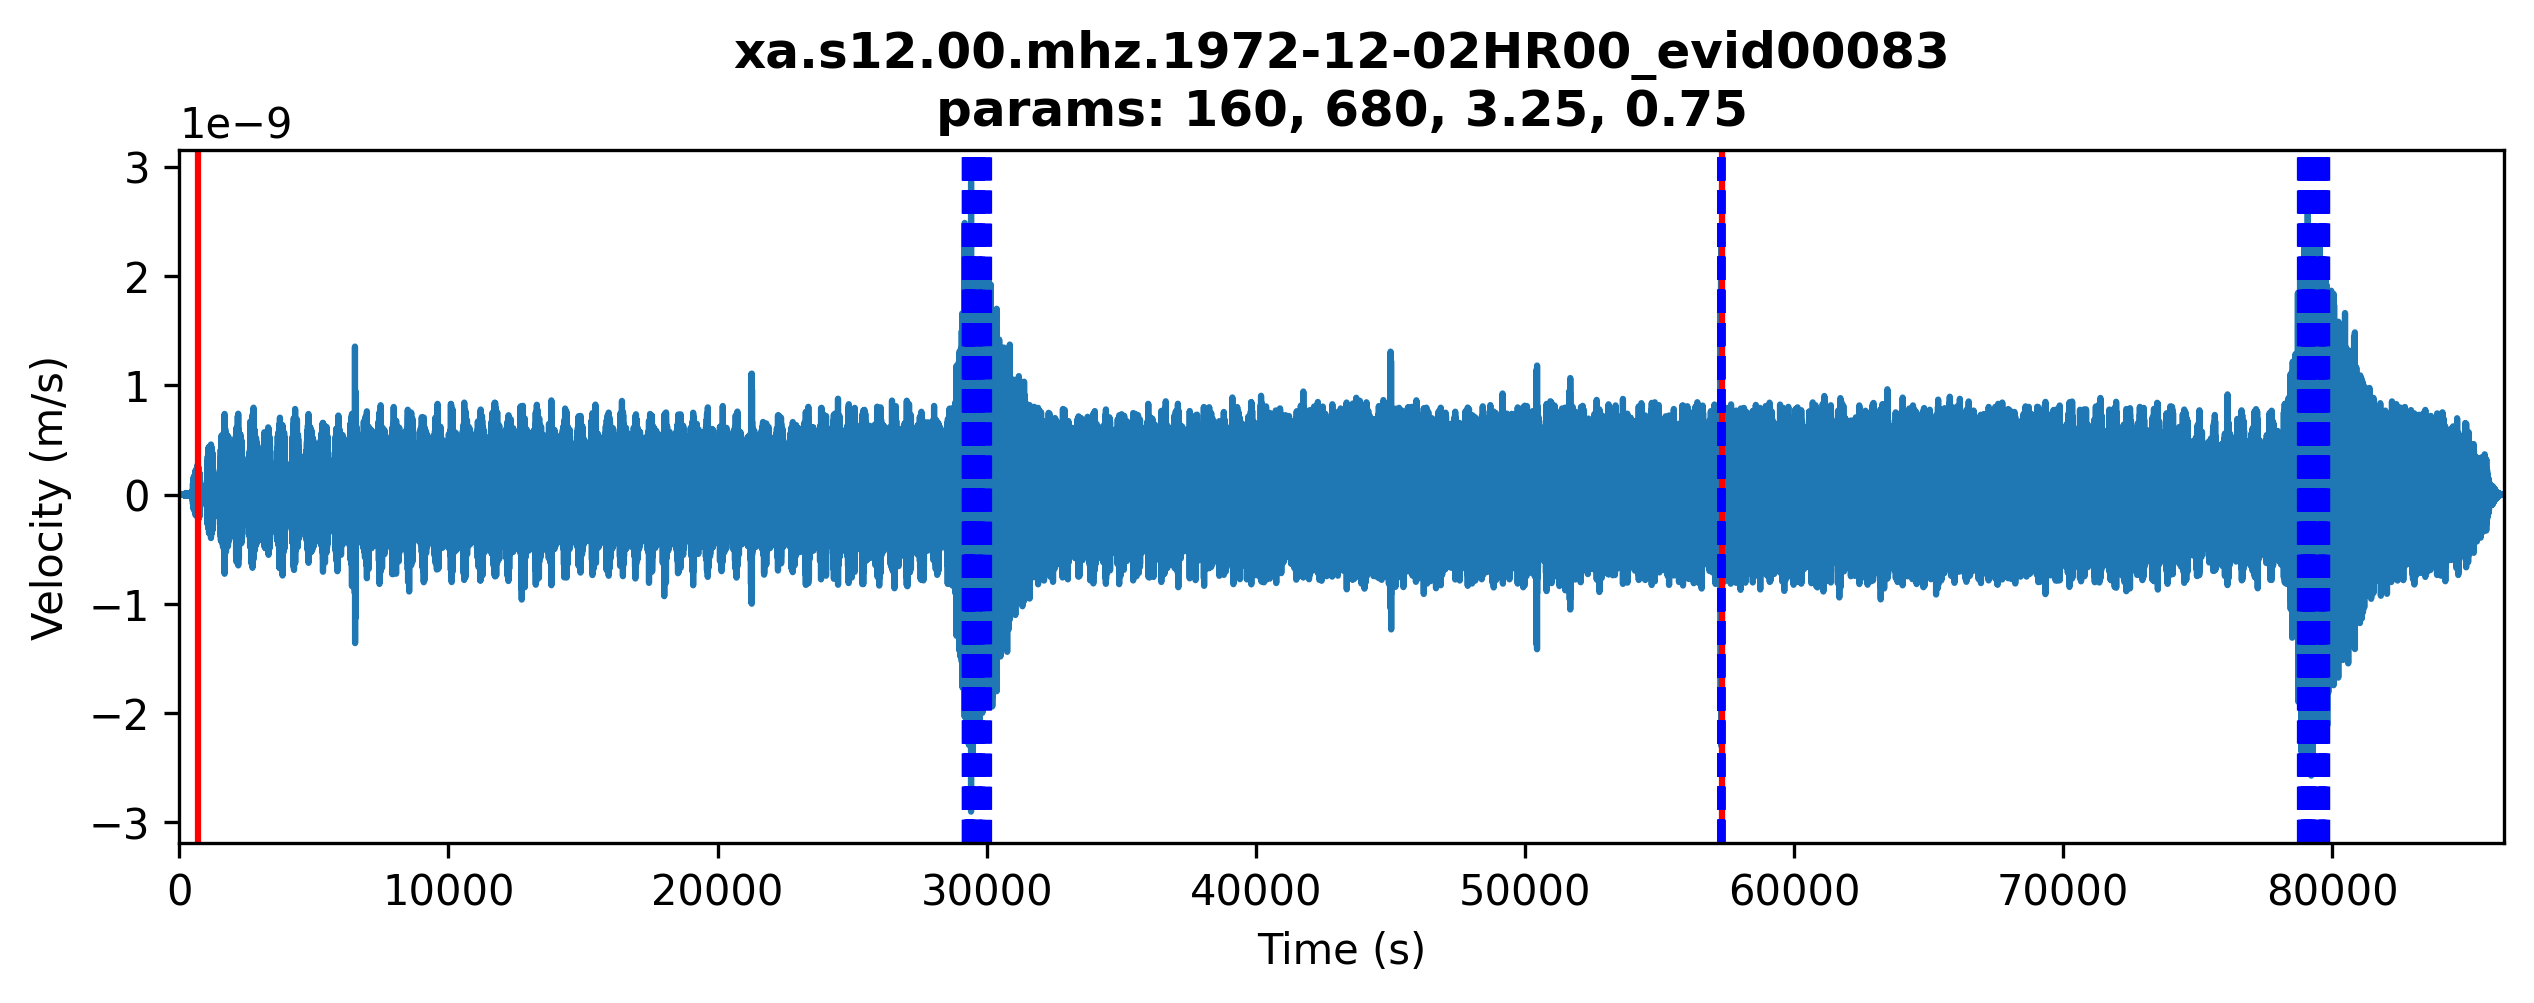 xa.s12.00.mhz.1972-12-02HR00_evid00083
params: 160, 680, 3.25, 0.75
1e−9
3
2
1
0
−1
−2
−3
Velocity (m/s)
0 10000 20000 30000 40000 50000 60000 70000 80000
Time (s)